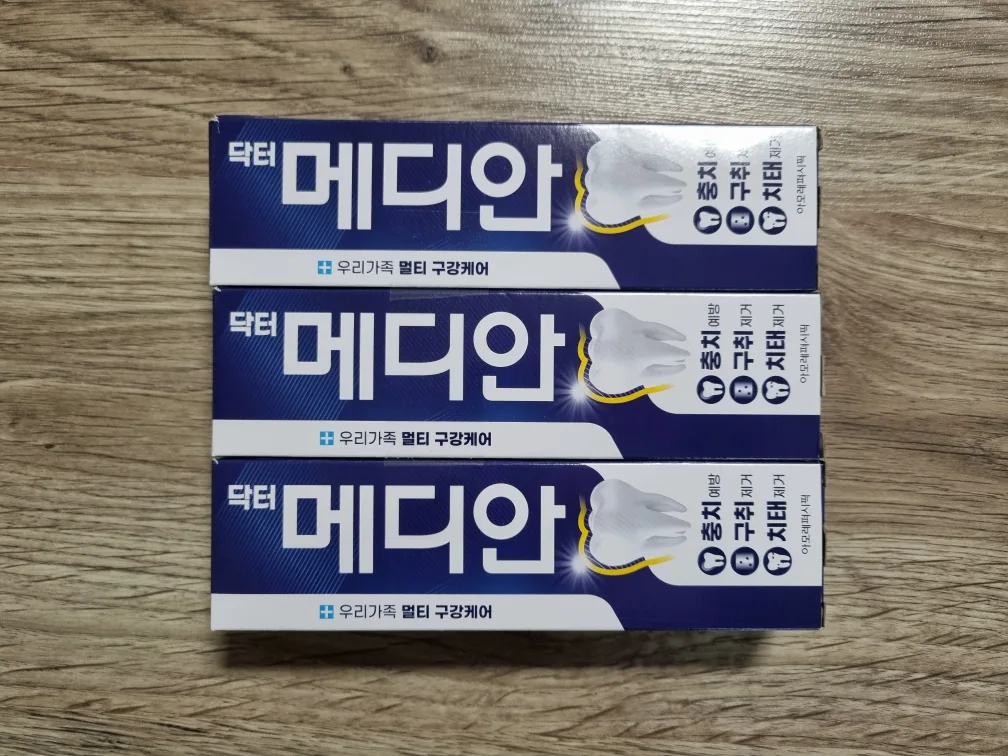 닥터
메디안
우리가족 멀티 구강케어
충치
구취
치태 제거
아모레퍼시픽
닥터
메디안
우리가족 멀티 구강케어
충치 예방
구취 제거
치태 제거
아모레퍼시픽
닥터
메디안
우리가족 멀티 구강케어
충치 예방
구취 제거
치태 제거
아모레퍼시픽